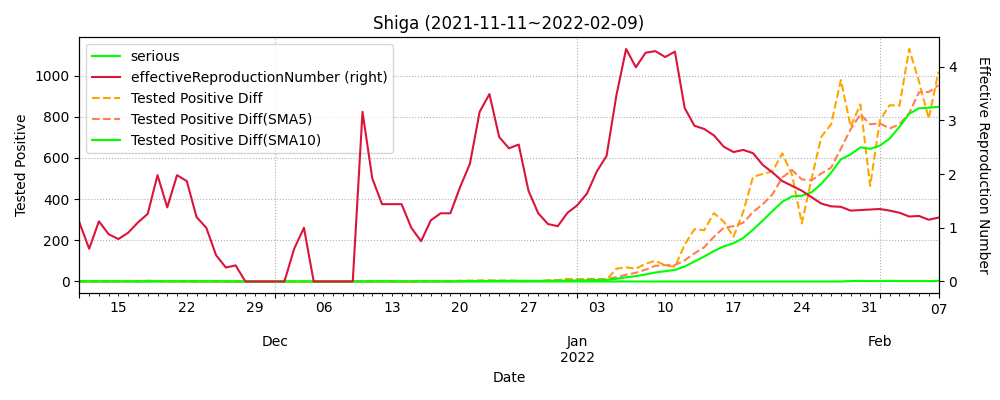 Shiga (2021-11-11~2022-02-09)
serious
effectiveReproductionNumber (right)
Tested Positive Diff
Tested Positive Diff(SMA5)
Tested Positive Diff(SMA10)
Tested Positive
1000
800
600
400
200
0
Effective Reproduction Number
4
3
2
1
0
15 22 29 06 13 20 27 03 10 17 24 31 07
Dec Jan Feb
2022
Date